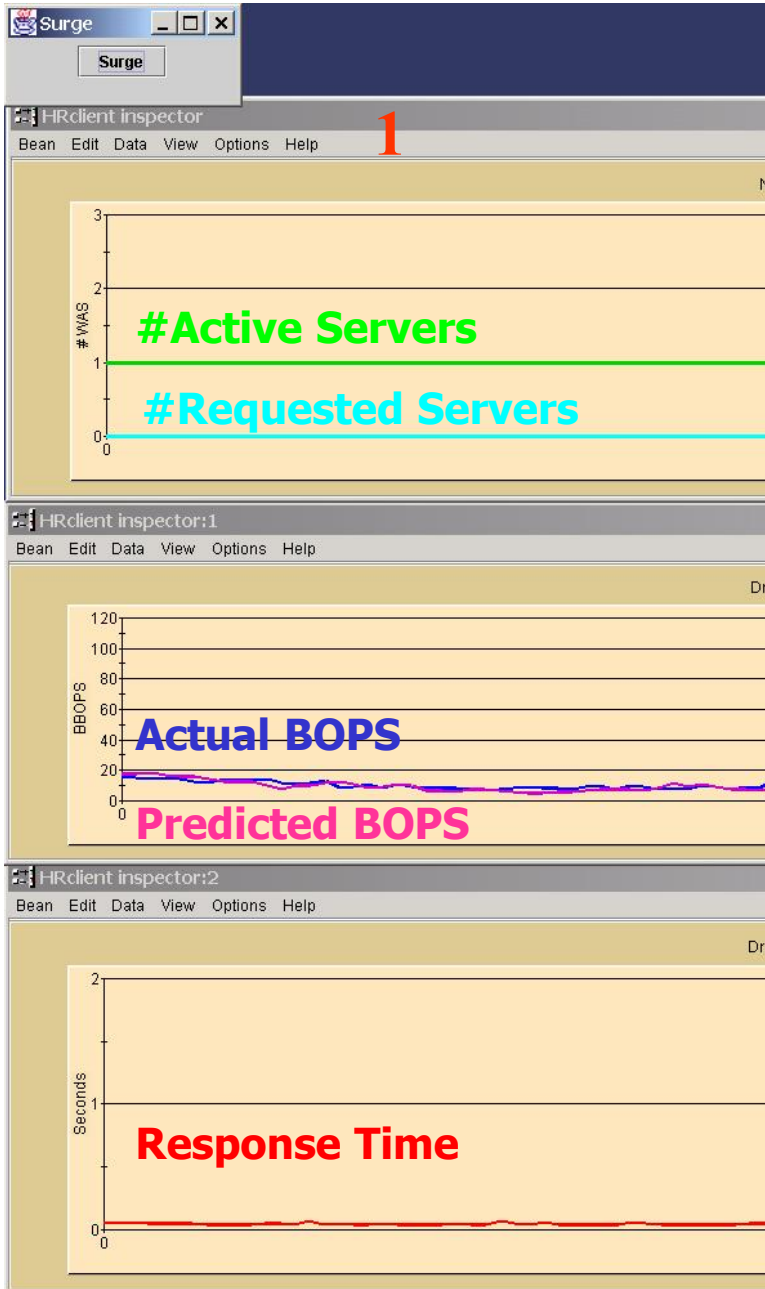 Surge
Surge
HRclient inspector
1
Bean Edit Data View Options Help
3
2
1
0
0
# WAS
#Active Servers
#Requested Servers
HRclient inspector:1
Bean Edit Data View Options Help
120
100
80
60
40
20
0
0
BBOPS
Actual BOPS
Predicted BOPS
HRclient inspector:2
Bean Edit Data View Options Help
2
1
0
0
Seconds
Response Time